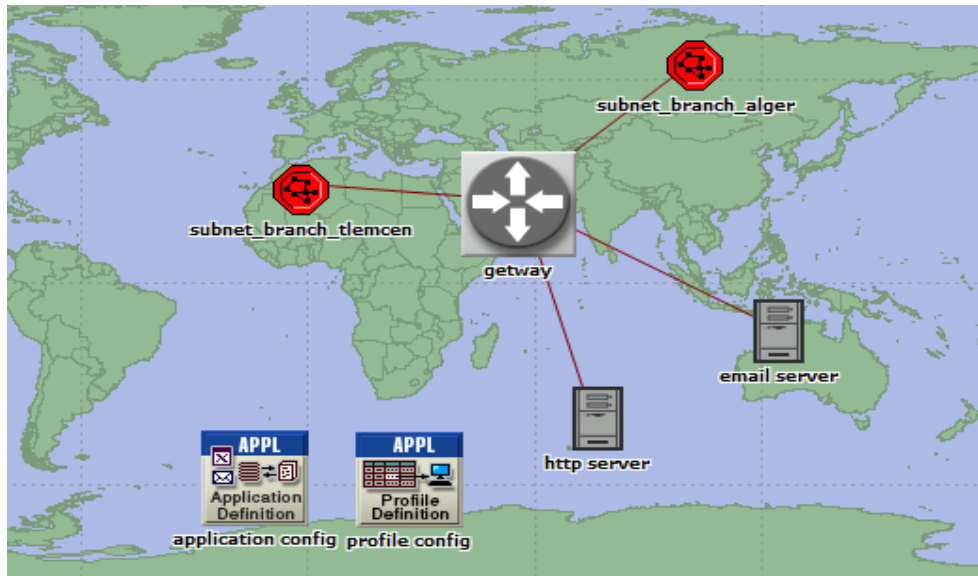 subnet_branch_alger
subnet_branch_tlemcen
getway
email server
http server
APPL
Application
Definition
application config
APPL
Profile
Definition
profile config